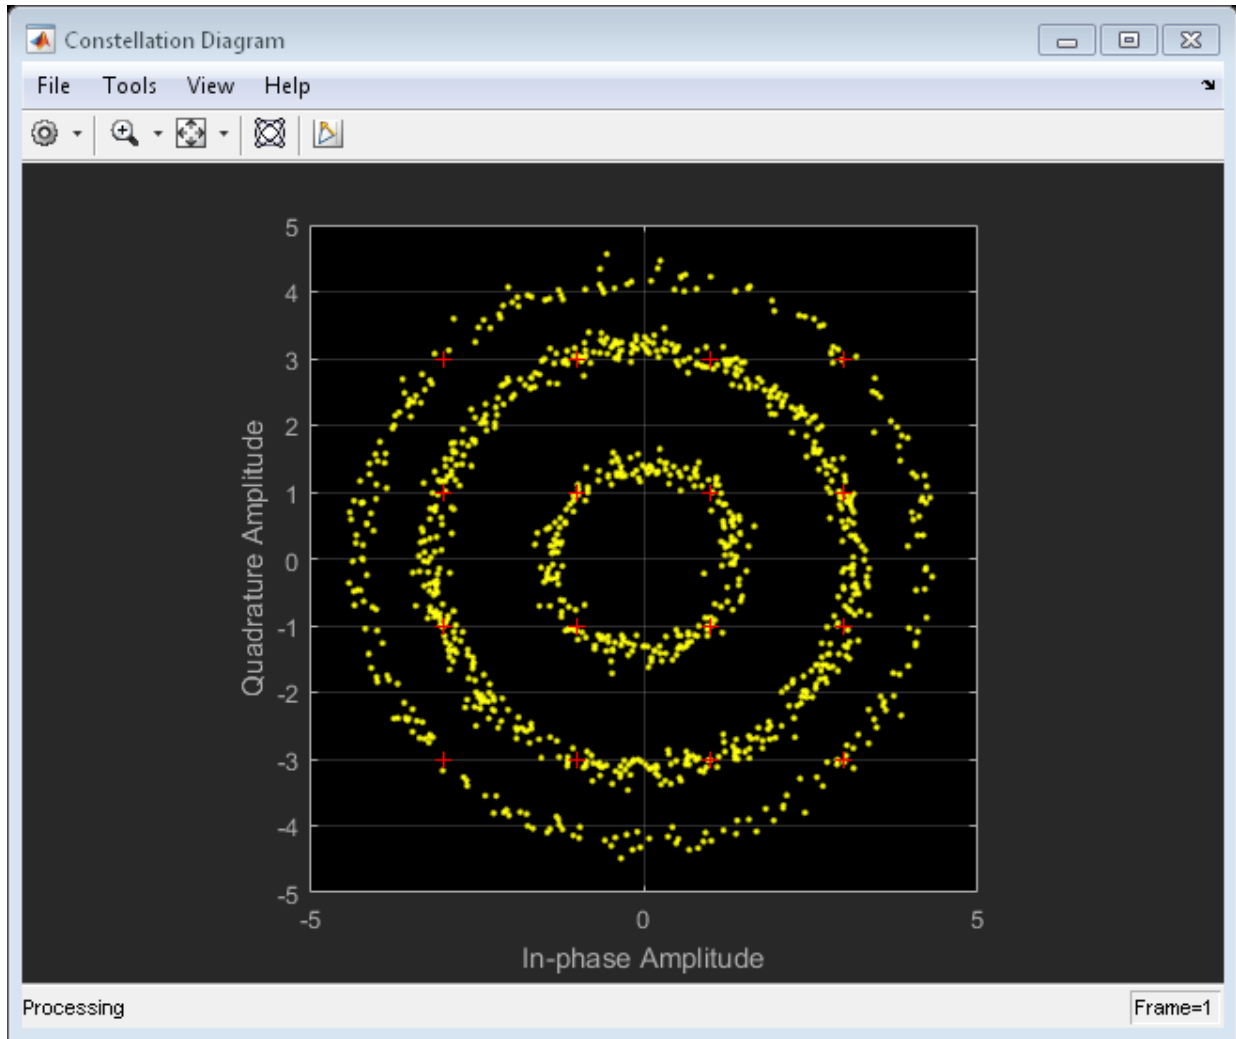 Constellation Diagram
File Tools View Help
5
4
3
2
1
0
-1
-2
-3
-4
-5
Quadrature Amplitude
-5 0 5
In-phase Amplitude
Processing Frame=1